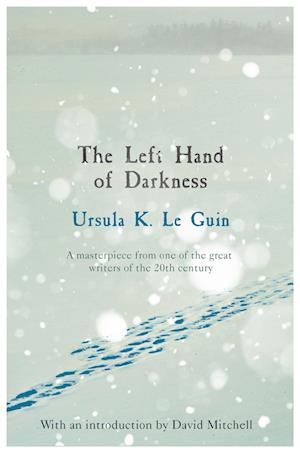 The Left Hand
of Darkness
Ursula K. Le Guin
A masterpiece from one of the great
writers of the 20th century
With an introduction by David Mitchell